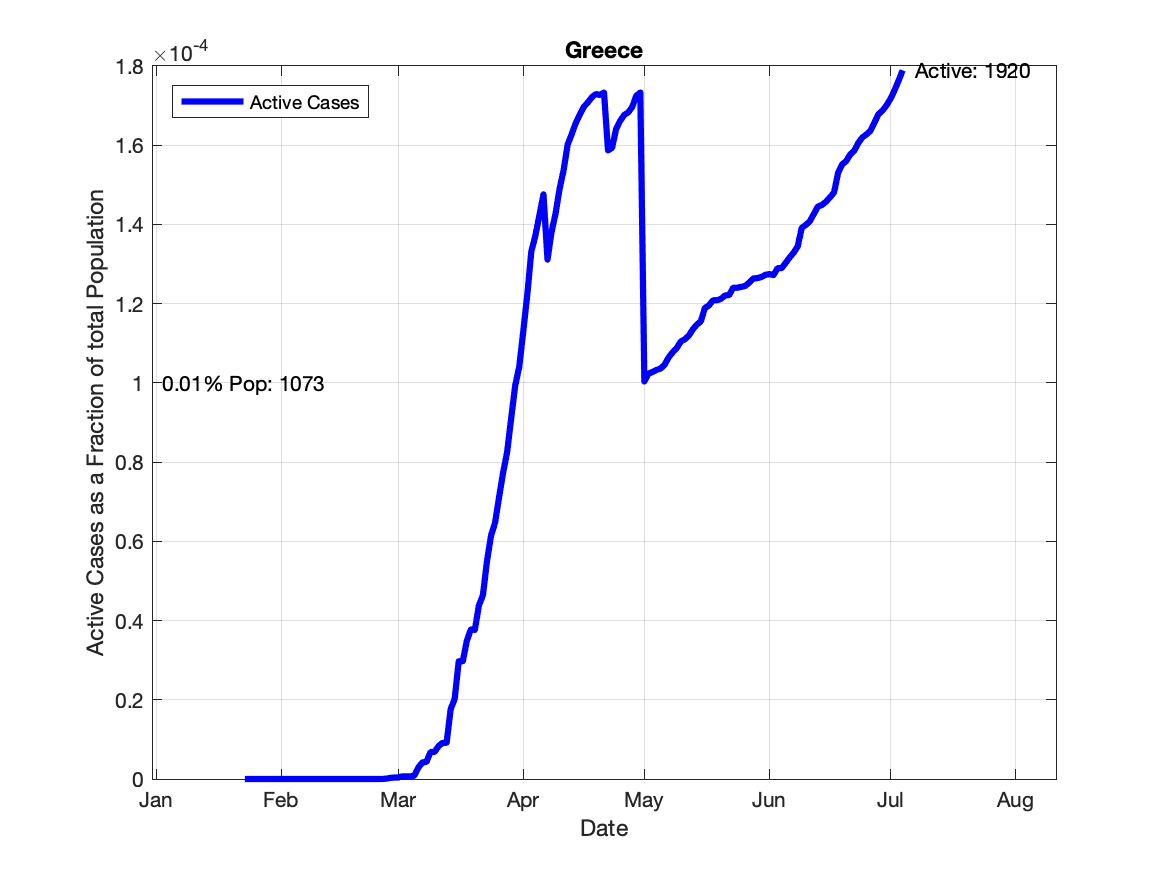 Greece
×10-4
1.8
1.6
1.4
1.2
1
0.8
0.6
0.4
0.2
0
Active Cases as a Fraction of total Population
Active Cases
Active: 1920
0.01% Pop: 1073
Jan Feb Mar Apr May Jun Jul Aug
Date